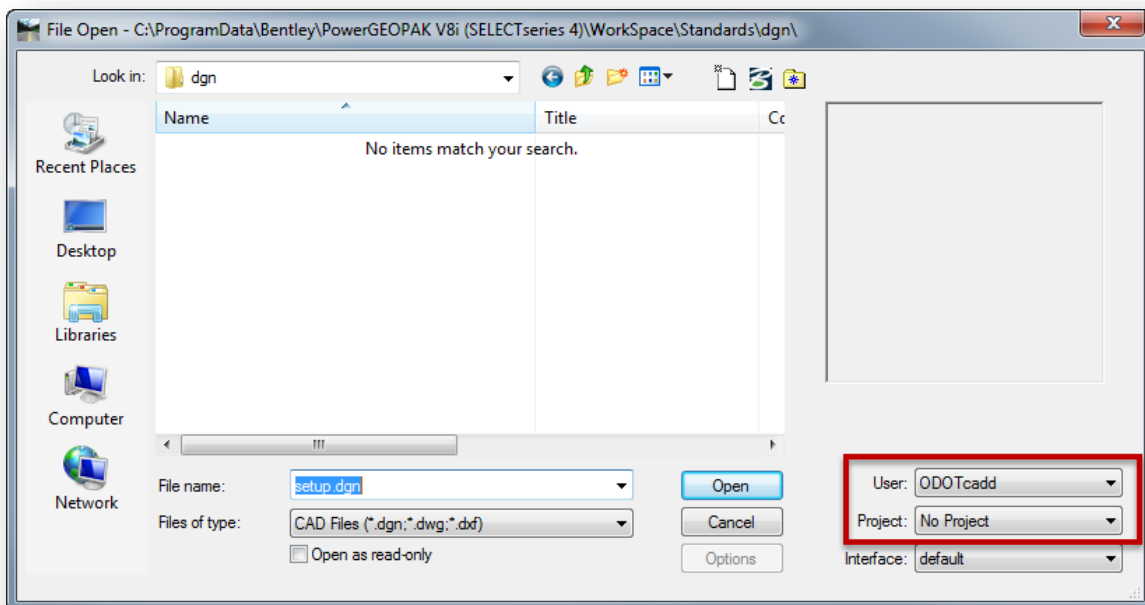 File Open - C:\ProgramData\Bentley\PowerGEOPAK V8i (SELECTseries 4)\WorkSpace\Standards\dgn\
Look in: dgn
Name Title Cc
No items match your search.
Recent Places
Desktop
Libraries
Computer
Network
File name: setup.dgn Open
Files of type: CAD Files (*.dgn;*.dwg;*.dxf) Cancel
Open as read-only Options
User: ODOTcadd
Project: No Project
Interface: default